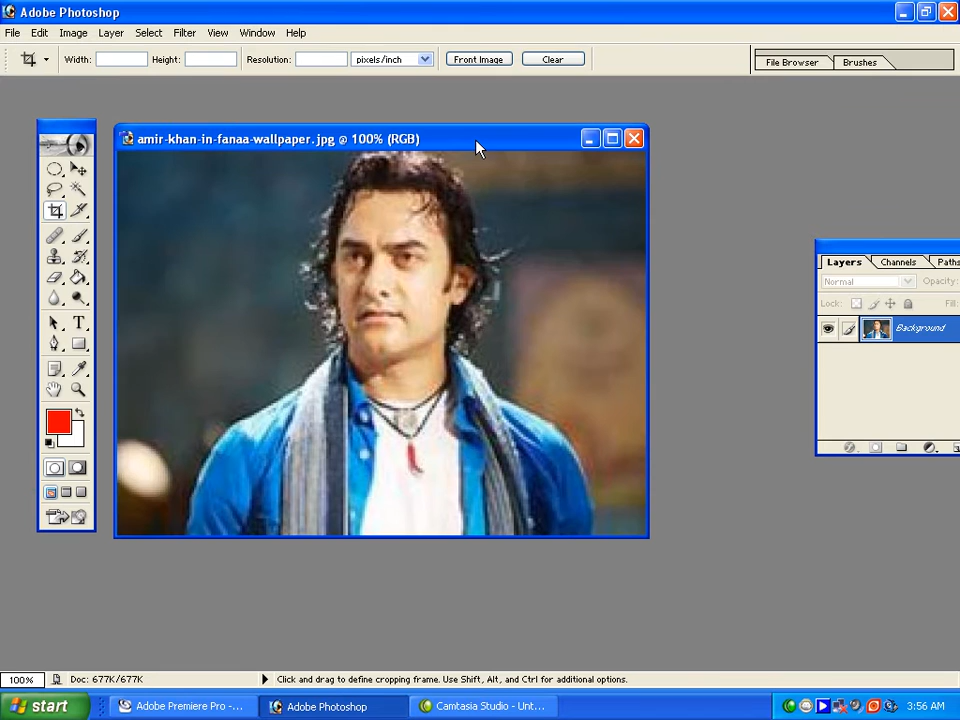 Adobe Photoshop
File Edit Image Layer Select Filter View Window Help
Width: Height: Resolution: pixels/inch Front Image Clear File Browser Brushes
amir-khan-in-fanaa-wallpaper.jpg @ 100% (RGB)
Layers Channels Paths
Normal Opacity:
Lock: Fill:
Background
T
100% Doc: 677K/677K Click and drag to define cropping frame. Use Shift, Alt, and Ctrl for additional options.
start Adobe Premiere Pro -... Adobe Photoshop Camtasia Studio - Unt... 3:56 AM